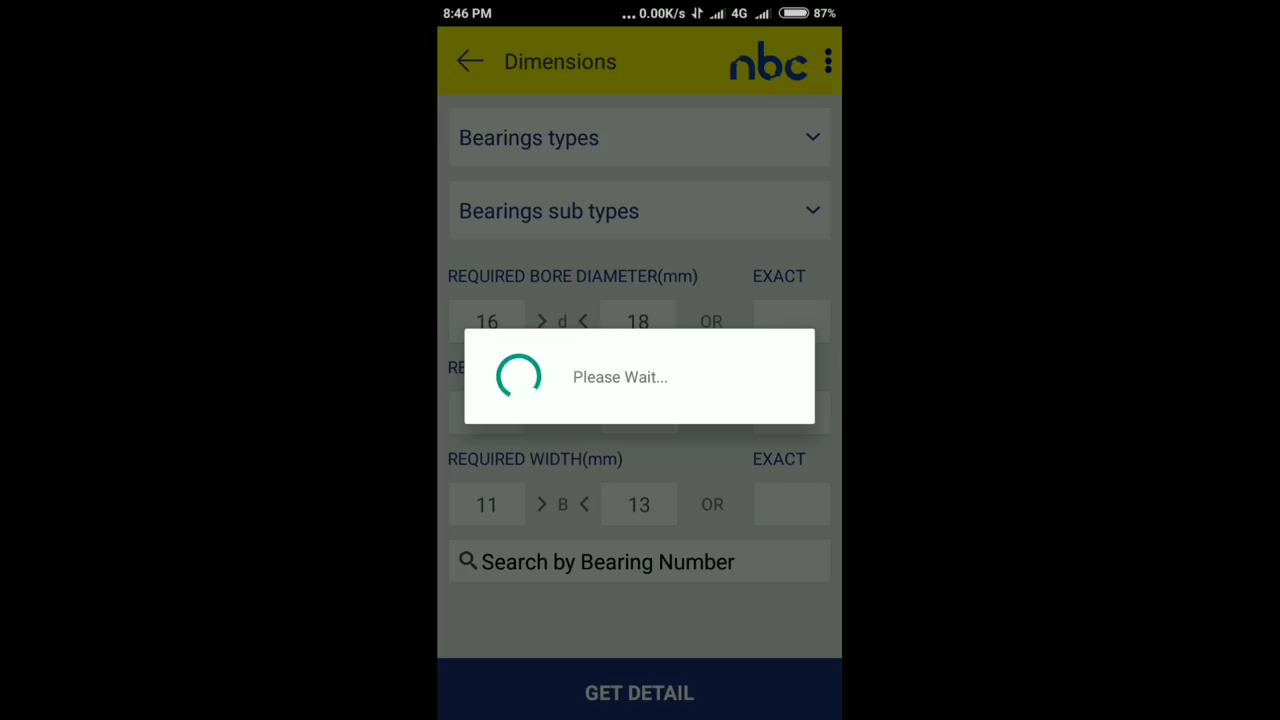 8:46 PM ... 0.00K/s 4G 87%
Dimensions nbc
Bearings types
Bearings sub types
REQUIRED BORE DIAMETER(mm) EXACT
16 > d < 18 OR
RE
Please Wait...
REQUIRED WIDTH(mm) EXACT
11 > B < 13 OR
Search by Bearing Number
GET DETAIL